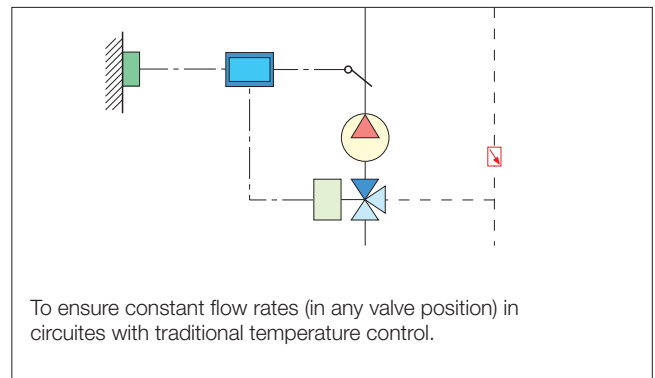 To ensure constant flow rates (in any valve position) in
circuites with traditional temperature control.